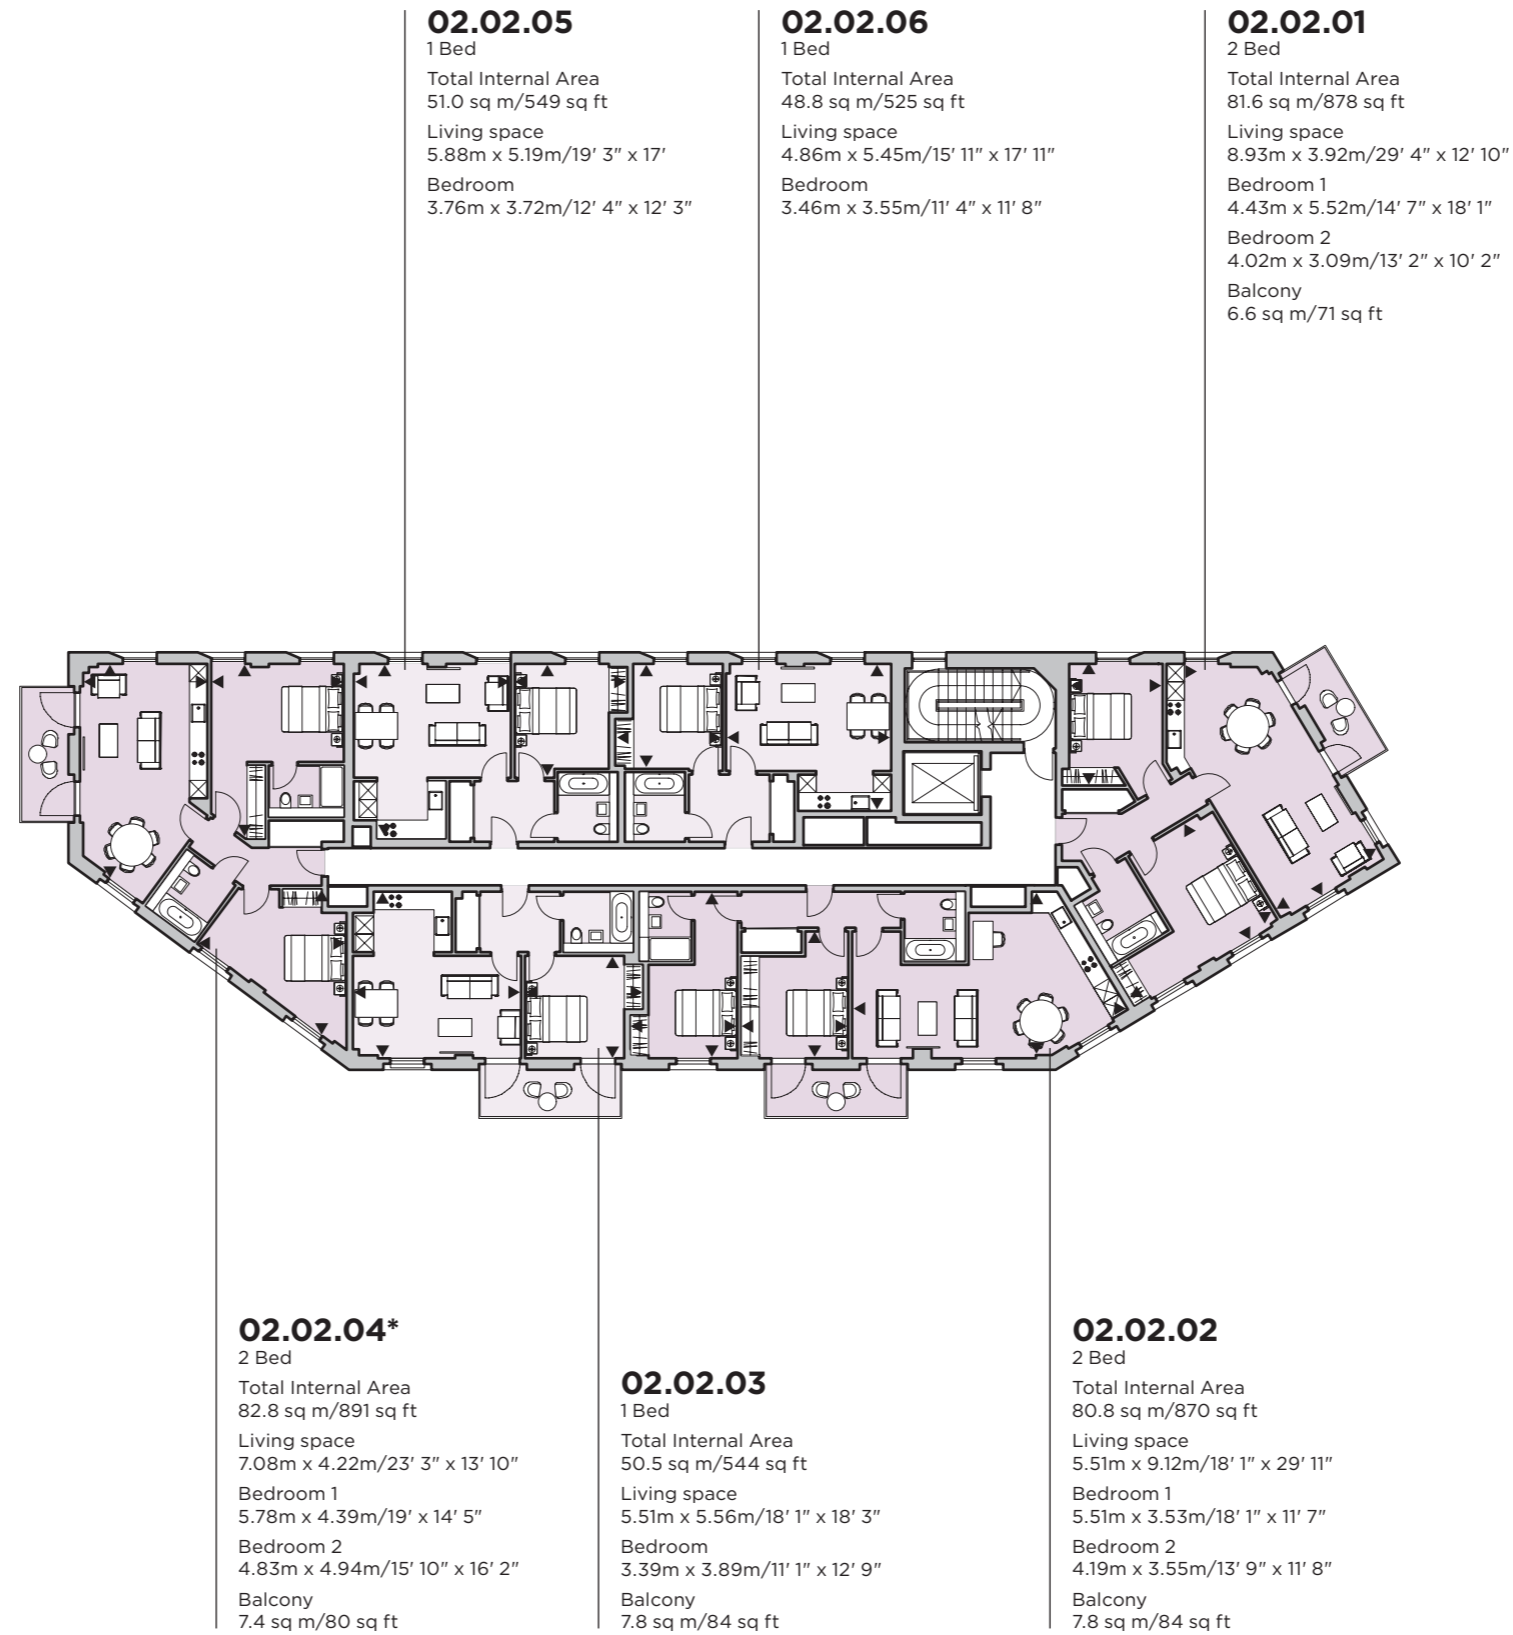 02.02.05
1 Bed
Total Internal Area
51.0 sq m/549 sq ft
Living space
5.88m x 5.19m/19' 3" x 17'
Bedroom
3.76m x 3.72m/12' 4" x 12' 3"
02.02.06
1 Bed
Total Internal Area
48.8 sq m/525 sq ft
Living space
4.86m x 5.45m/15' 11" x 17' 11"
Bedroom
3.46m x 3.55m/11' 4" x 11' 8"
02.02.01
2 Bed
Total Internal Area
81.6 sq m/878 sq ft
Living space
8.93m x 3.92m/29' 4" x 12' 10"
Bedroom 1
4.43m x 5.52m/14' 7" x 18' 1"
Bedroom 2
4.02m x 3.09m/13' 2" x 10' 2"
Balcony
6.6 sq m/71 sq ft
02.02.04*
2 Bed
Total Internal Area
82.8 sq m/891 sq ft
Living space
7.08m x 4.22m/23' 3" x 13' 10"
Bedroom 1
5.78m x 4.39m/19' x 14' 5"
Bedroom 2
4.83m x 4.94m/15' 10" x 16' 2"
Balcony
7.4 sq m/80 sq ft
02.02.03
1 Bed
Total Internal Area
50.5 sq m/544 sq ft
Living space
5.51m x 5.56m/18' 1" x 18' 3"
Bedroom
3.39m x 3.89m/11' 1" x 12' 9"
Balcony
7.8 sq m/84 sq ft
02.02.02
2 Bed
Total Internal Area
80.8 sq m/870 sq ft
Living space
5.51m x 9.12m/18' 1" x 29' 11"
Bedroom 1
5.51m x 3.53m/18' 1" x 11' 7"
Bedroom 2
4.19m x 3.55m/13' 9" x 11' 8"
Balcony
7.8 sq m/84 sq ft